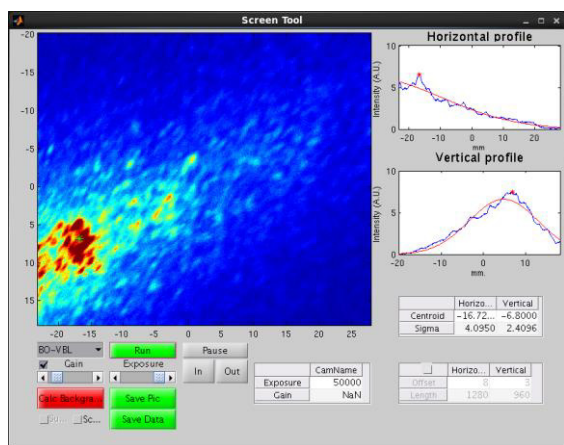 Screen Tool
Horizontal profile
-20
-15
-10
-5
0
5
10
15
-20 -15 -10 -5 0 5 10 15 20 25
Intensity (A.U.)
10
5
0
-20 -10 0 10 20
mm
Vertical profile
Intensity (A.U.)
10
5
0
-20 -10 0 10
mm.
Horizo... Vertical
Centroid -16.72... -6.8000
Sigma 4.0950 2.4096
BO-VBL Run Pause
Gain Exposure
In Out
CamName
Exposure 50000
Gain NaN
Horizo... Vertical
Offset 8 3
Length 1280 960
Calc Backgr... Save Pic
Sc... Save Data